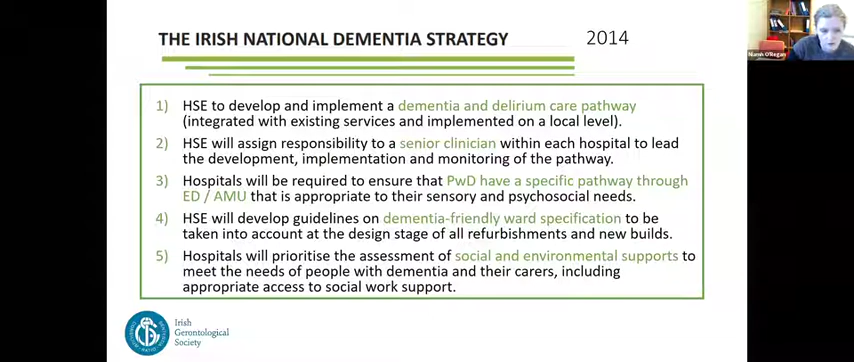 THE IRISH NATIONAL DEMENTIA STRATEGY 2014
1) HSE to develop and implement a dementia and delirium care pathway
(integrated with existing services and implemented on a local level).
2) HSE will assign responsibility to a senior clinician within each hospital to lead
the development, implementation and monitoring of the pathway.
3) Hospitals will be required to ensure that PwD have a specific pathway through
ED / AMU that is appropriate to their sensory and psychosocial needs.
4) HSE will develop guidelines on dementia-friendly ward specification to be
taken into account at the design stage of all refurbishments and new builds.
5) Hospitals will prioritise the assessment of social and environmental supports to
meet the needs of people with dementia and their carers, including
appropriate access to social work support.
Irish
Gerontological
Society
Niamh O'Regan